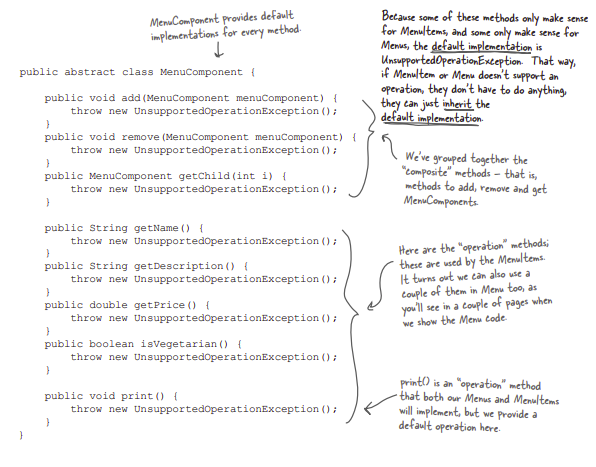 MenuComponent provides default
implementations for every method.
Because some of these methods only make sense
for MenuItems, and some only make sense for
Menus, the default implementation is
UnsupportedOperationException. That way,
if MenuItem or Menu doesn't support an
operation, they don't have to do anything,
they can just inherit the
default implementation.
public abstract class MenuComponent {
public void add(MenuComponent menuComponent) {
throw new UnsupportedOperationException();
}
public void remove(MenuComponent menuComponent) {
throw new UnsupportedOperationException();
}
public MenuComponent getChild(int i) {
throw new UnsupportedOperationException();
}
We've grouped together the
"composite" methods – that is,
methods to add, remove and get
MenuComponents.
public String getName() {
throw new UnsupportedOperationException();
}
public String getDescription() {
throw new UnsupportedOperationException();
}
public double getPrice() {
throw new UnsupportedOperationException();
}
public boolean isVegetarian() {
throw new UnsupportedOperationException();
}
Here are the "operation" methods;
these are used by the MenuItems.
It turns out we can also use a
couple of them in Menu too, as
you'll see in a couple of pages when
we show the Menu code.
public void print() {
throw new UnsupportedOperationException();
}
}
print() is an "operation" method
that both our Menus and MenuItems
will implement, but we provide a
default operation here.